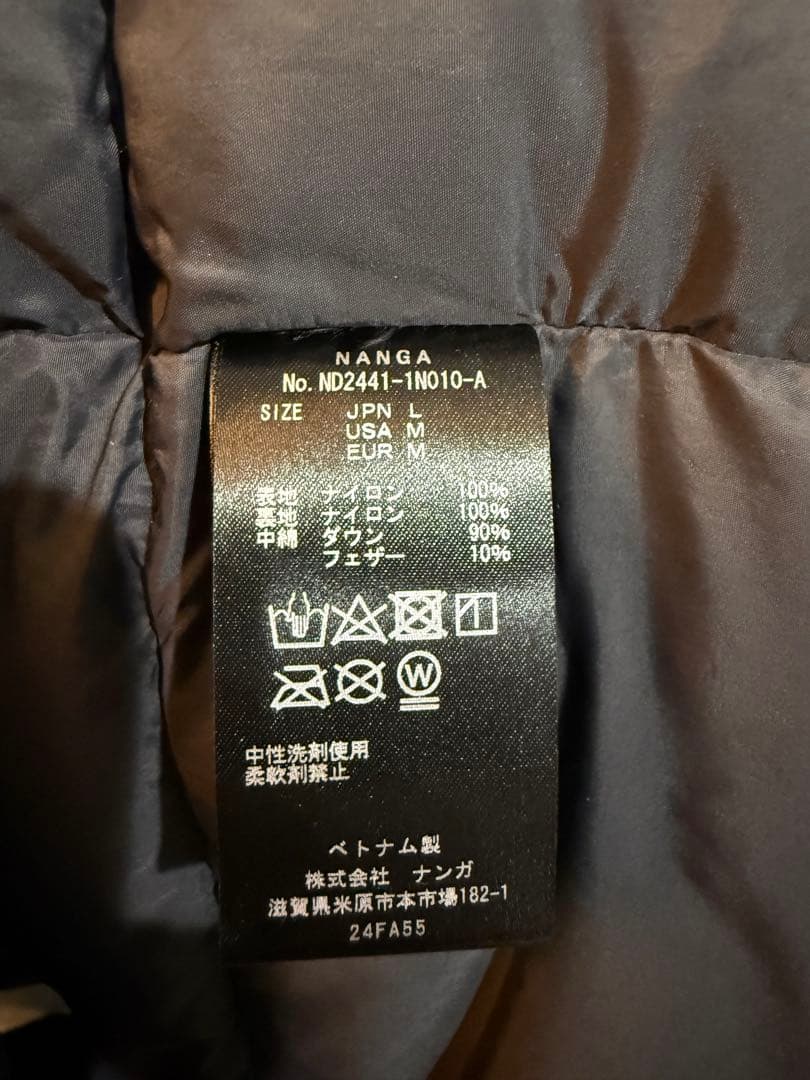 NANGA
No. ND2441-1N010-A
SIZE JPN L
USA M
EUR M
表地 ナイロン 100%
裏地 ナイロン 100%
中綿 ダウン 90%
フェザー 10%
W
中性洗剤使用
柔軟剤禁止
ベトナム製
株式会社 ナンガ
滋賀県米原市本市場182-1
24FA55